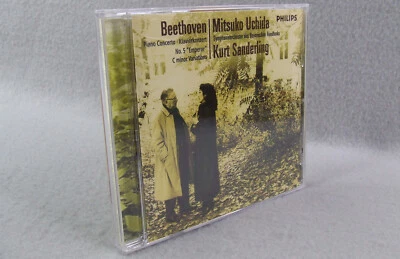 Beethoven
Piano Concerto · Klavierkonzert
No. 5 "Emperor"
C minor Variations
Mitsuko Uchida
Symphonieorchester des Bayerischen Rundfunks
Kurt Sanderling
PHILIPS